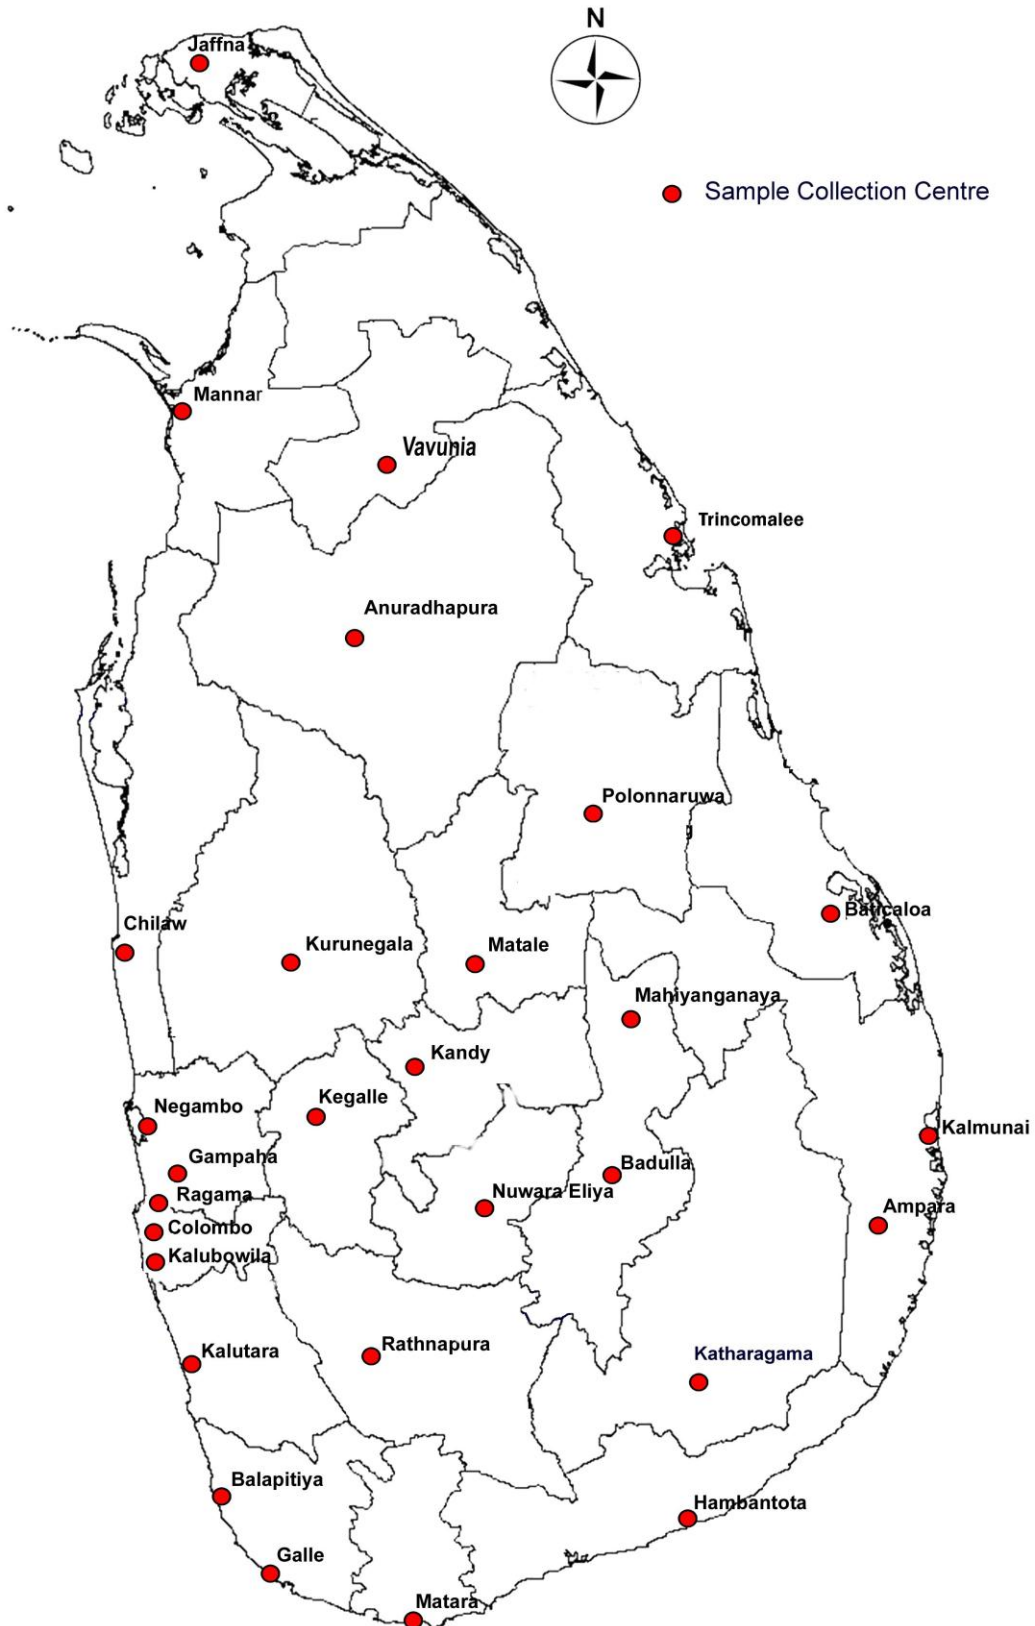 N
Jaffna
Sample Collection Centre
Mannar
Vavunia
Trincomalee
Anuradhapura
Polonnaruwa
Baticaloa
Chilaw
Kurunegala
Matale
Mahiyanganaya
Kandy
Kegalle
Negambo
Kalmunai
Gampaha
Badulla
Ragama
Nuwara Eliya
Ampara
Colombo
Kalubowila
Kalutara
Rathnapura
Katharagama
Balapitiya
Hambantota
Galle
Matara